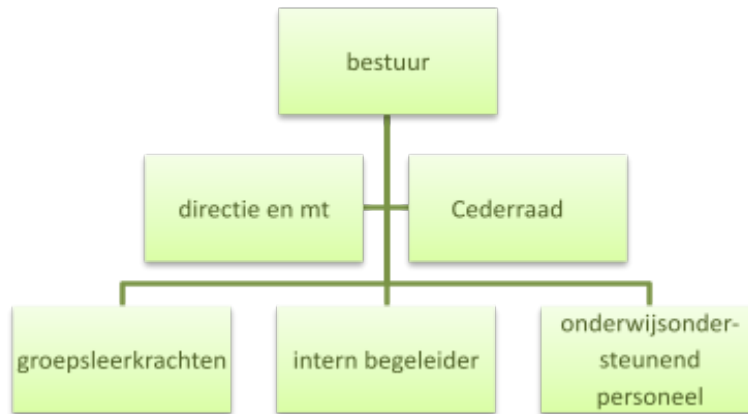 bestuur
directie en mt
Cederraad
groepsleerkrachten
intern begeleider
onderwijsonder-
steunend
personeel